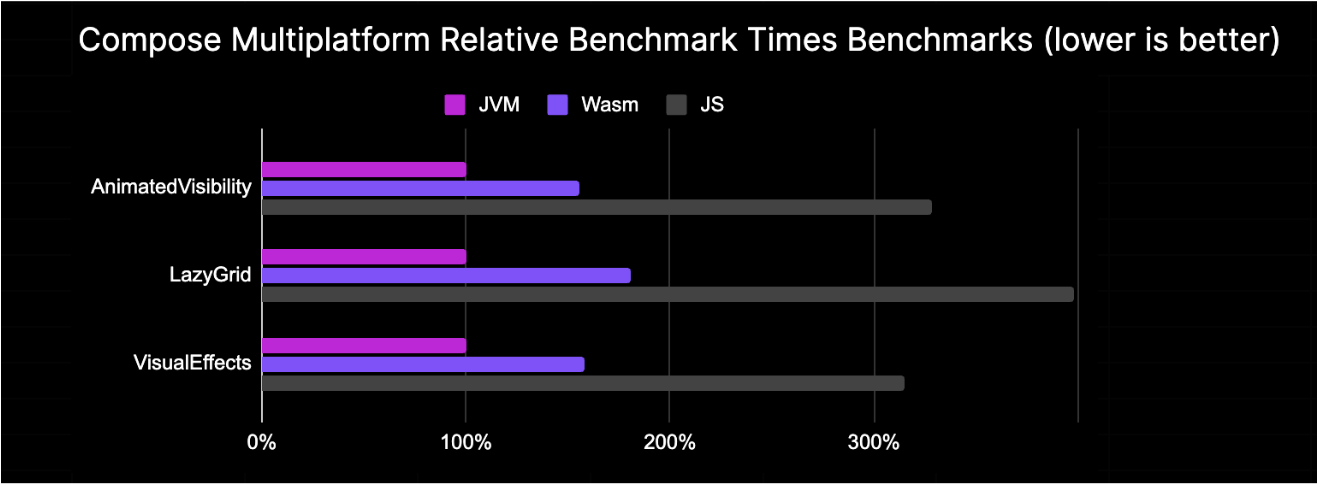 Compose Multiplatform Relative Benchmark Times Benchmarks (lower is better)
JVM Wasm JS
AnimatedVisibility
LazyGrid
VisualEffects
0% 100% 200% 300%